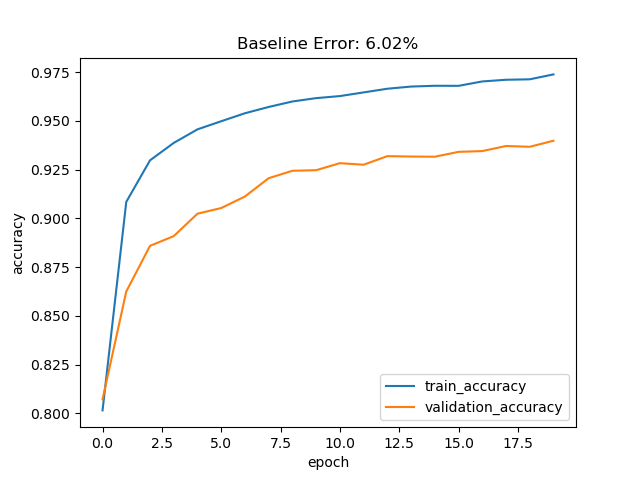 Baseline Error: 6.02%
0.975
0.950
0.925
0.900
0.875
0.850
0.825
0.800
accuracy
train_accuracy
validation_accuracy
0.0 2.5 5.0 7.5 10.0 12.5 15.0 17.5
epoch